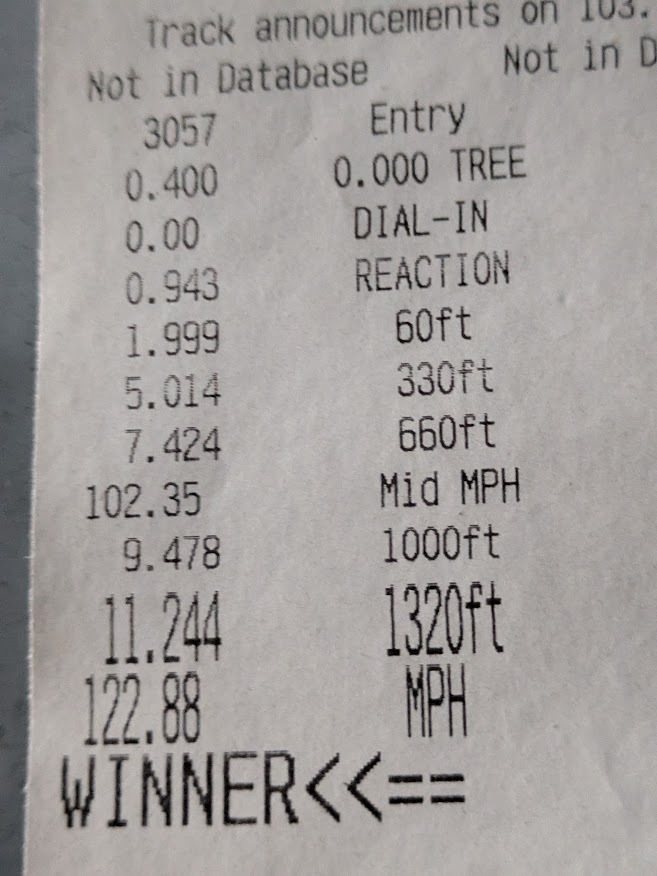 Track announcements on 103.
Not in Database Not in D
3057 Entry
0.400 0.000 TREE
0.00 DIAL-IN
0.943 REACTION
1.999 60ft
5.014 330ft
7.424 660ft
102.35 Mid MPH
9.478 1000ft
11.244 1320ft
122.88 MPH
WINNER<<==